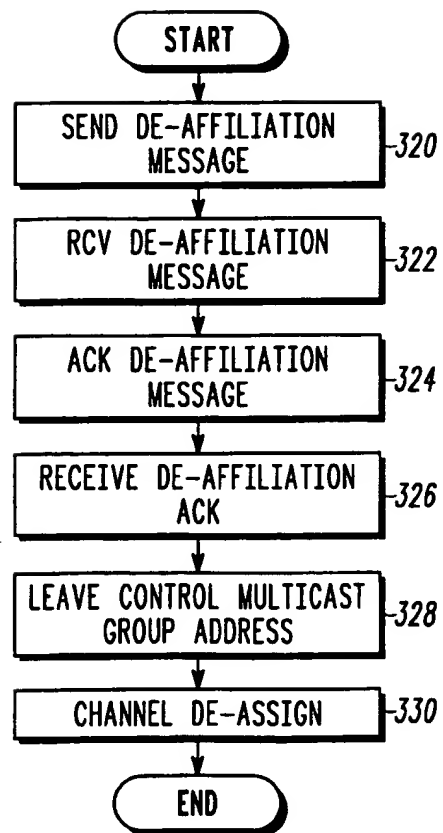 START
SEND DE-AFFILIATION
MESSAGE
320
RCV DE-AFFILIATION
MESSAGE
322
ACK DE-AFFILIATION
MESSAGE
324
RECEIVE DE-AFFILIATION
ACK
326
LEAVE CONTROL MULTICAST
GROUP ADDRESS
328
CHANNEL DE-ASSIGN
330
END